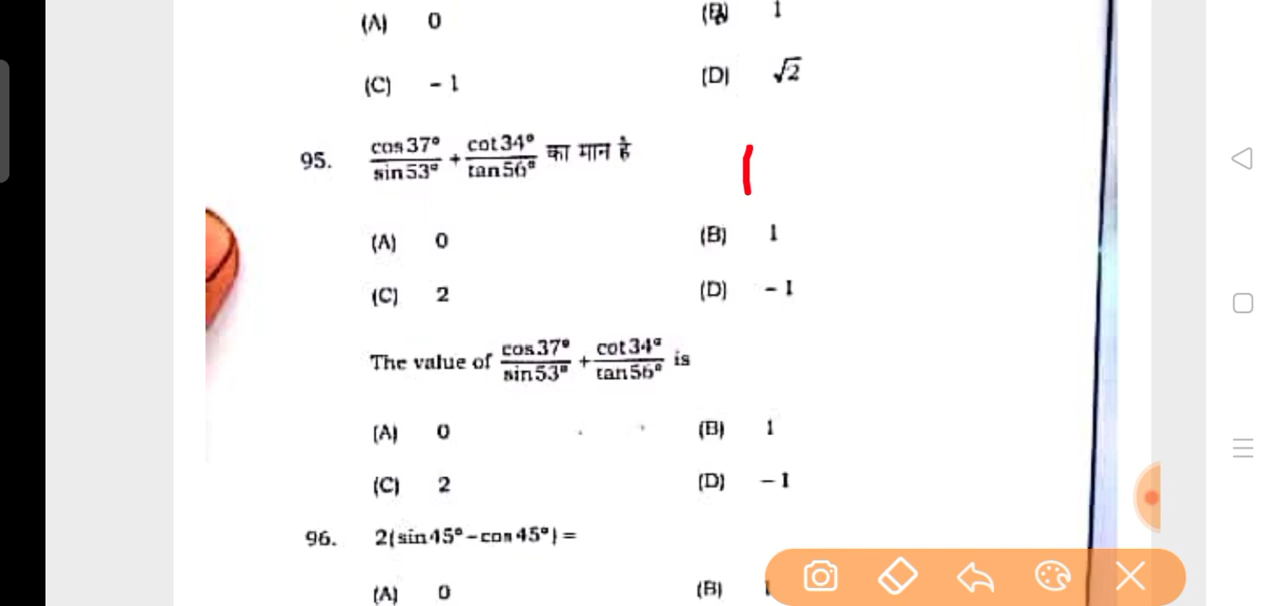 (A) 0 (B) 1
(C) - 1 (D) √2
95. cos37°/sin53° + cot34°/tan56° का मान है
(A) 0 (B) 1
(C) 2 (D) - 1
The value of cos37°/sin53° + cot34°/tan56° is
(A) 0 (B) 1
(C) 2 (D) - 1
96. 2(sin45° - cos45°) =
(A) 0 (B) 1